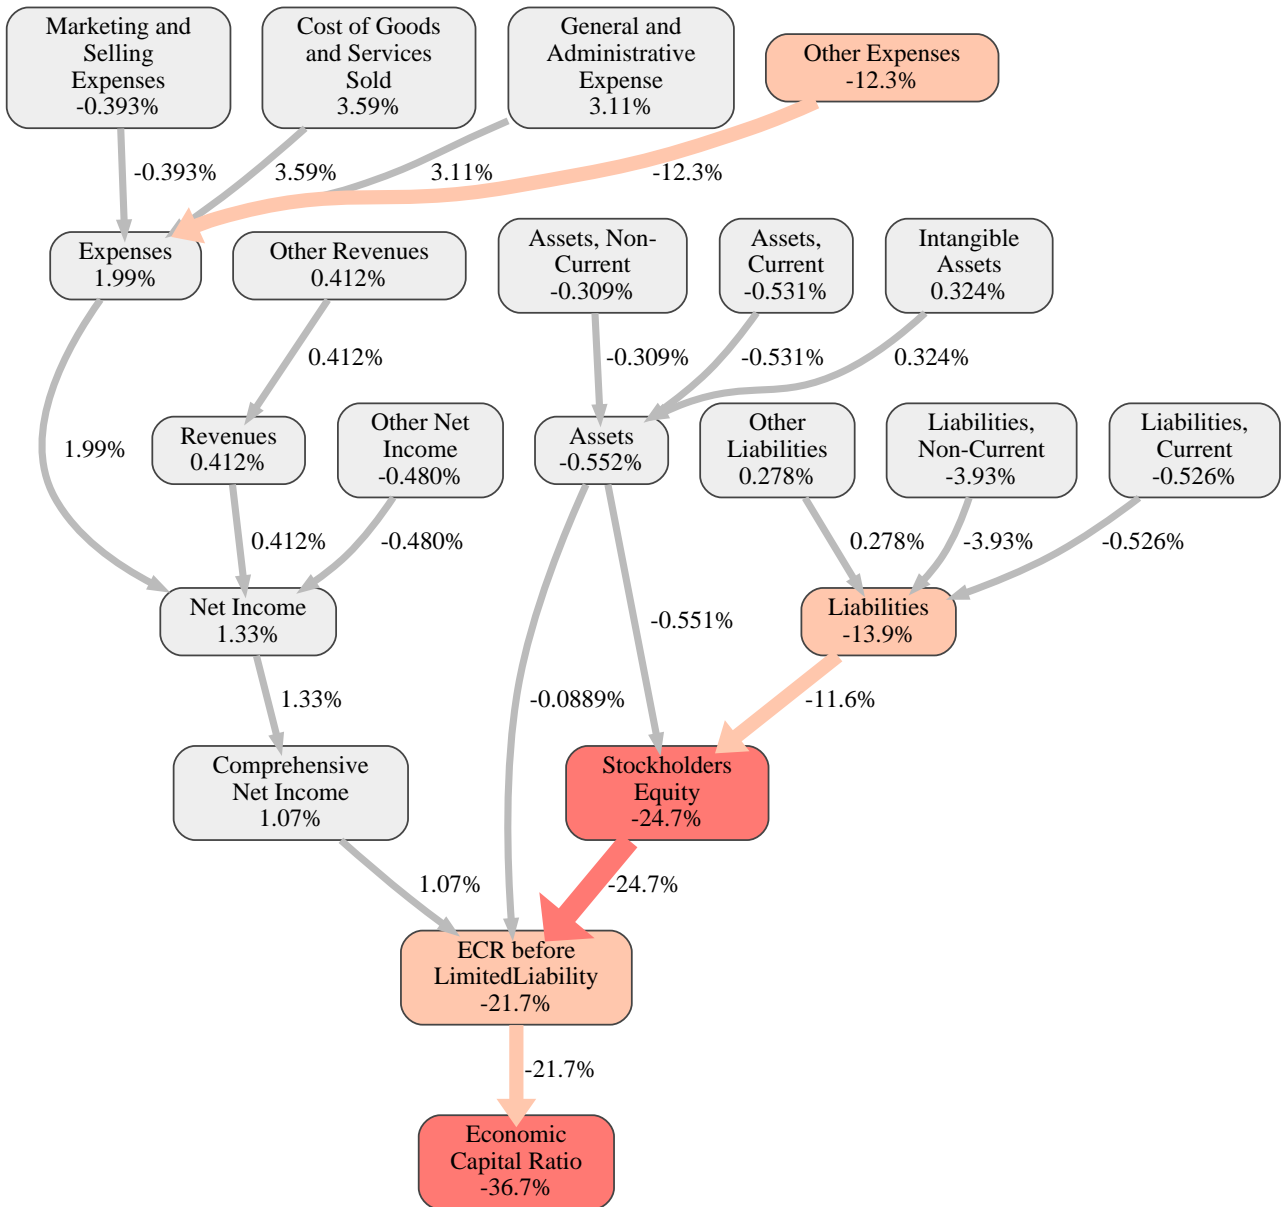 Marketing and
Selling
Expenses
-0.393%
Cost of Goods
and Services
Sold
3.59%
General and
Administrative
Expense
3.11%
Other Expenses
-12.3%
-0.393%
3.59%
3.11%
-12.3%
Expenses
1.99%
Other Revenues
0.412%
Assets, Non-
Current
-0.309%
Assets,
Current
-0.531%
Intangible
Assets
0.324%
0.412%
-0.309%
-0.531%
0.324%
1.99%
Revenues
0.412%
Other Net
Income
-0.480%
Assets
-0.552%
Other
Liabilities
0.278%
Liabilities,
Non-Current
-3.93%
Liabilities,
Current
-0.526%
0.412%
-0.480%
0.278%
-3.93%
-0.526%
Net Income
1.33%
-0.551%
Liabilities
-13.9%
1.33%
-0.0889%
-11.6%
Comprehensive
Net Income
1.07%
Stockholders
Equity
-24.7%
1.07%
-24.7%
ECR before
LimitedLiability
-21.7%
-21.7%
Economic
Capital Ratio
-36.7%